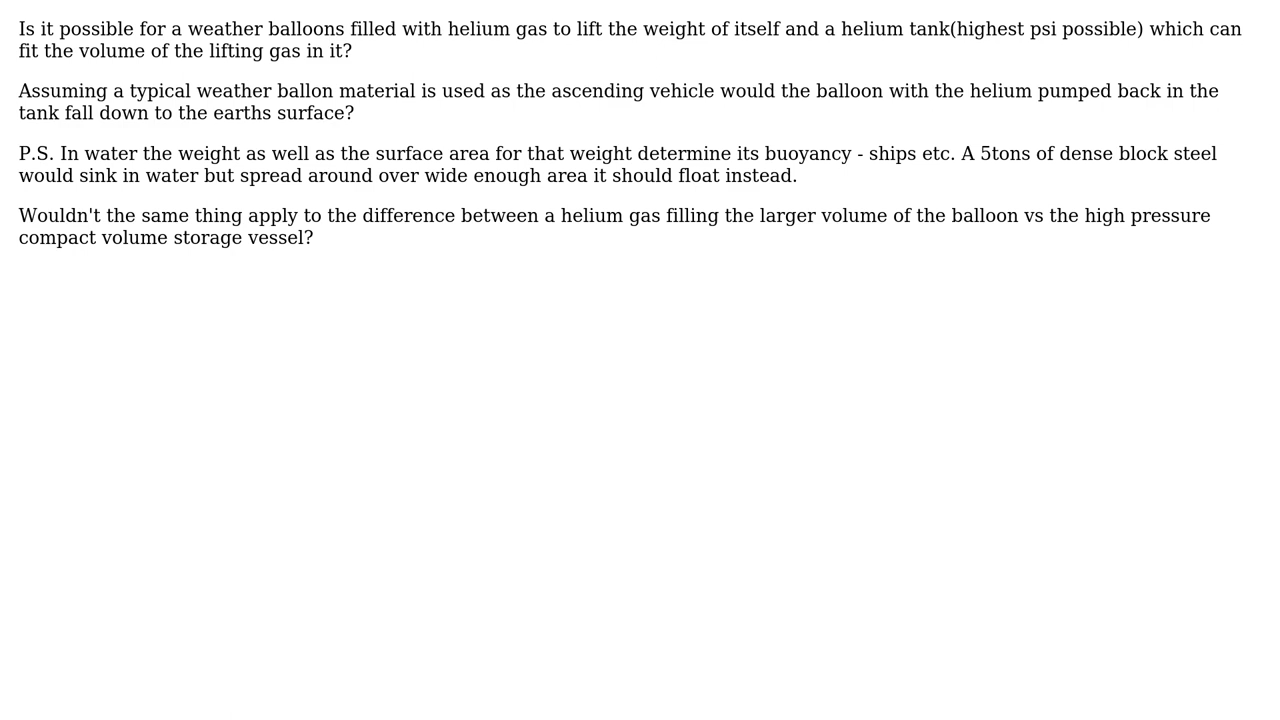 Is it possible for a weather balloons filled with helium gas to lift the weight of itself and a helium tank(highest psi possible) which can
fit the volume of the lifting gas in it?
Assuming a typical weather ballon material is used as the ascending vehicle would the balloon with the helium pumped back in the
tank fall down to the earths surface?
P.S. In water the weight as well as the surface area for that weight determine its buoyancy - ships etc. A 5tons of dense block steel
would sink in water but spread around over wide enough area it should float instead.
Wouldn't the same thing apply to the difference between a helium gas filling the larger volume of the balloon vs the high pressure
compact volume storage vessel?